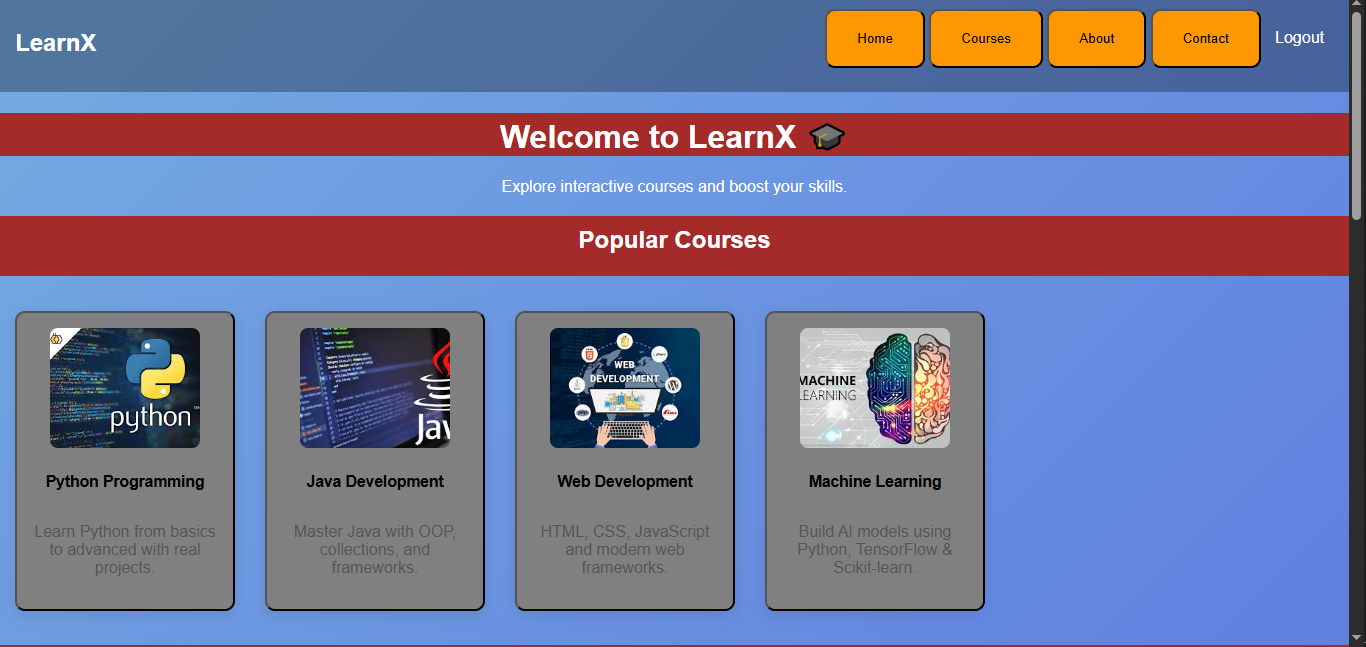 LearnX
Home
Courses
About
Contact
Logout
Welcome to LearnX 🎓
Explore interactive courses and boost your skills.
Popular Courses
python™
Jav
WEB
DEVELOPMENT
MACHINE
LEARNING
Python Programming
Java Development
Web Development
Machine Learning
Learn Python from basics
to advanced with real
projects.
Master Java with OOP,
collections, and
frameworks.
HTML, CSS, JavaScript
and modern web
frameworks.
Build AI models using
Python, TensorFlow &
Scikit-learn.